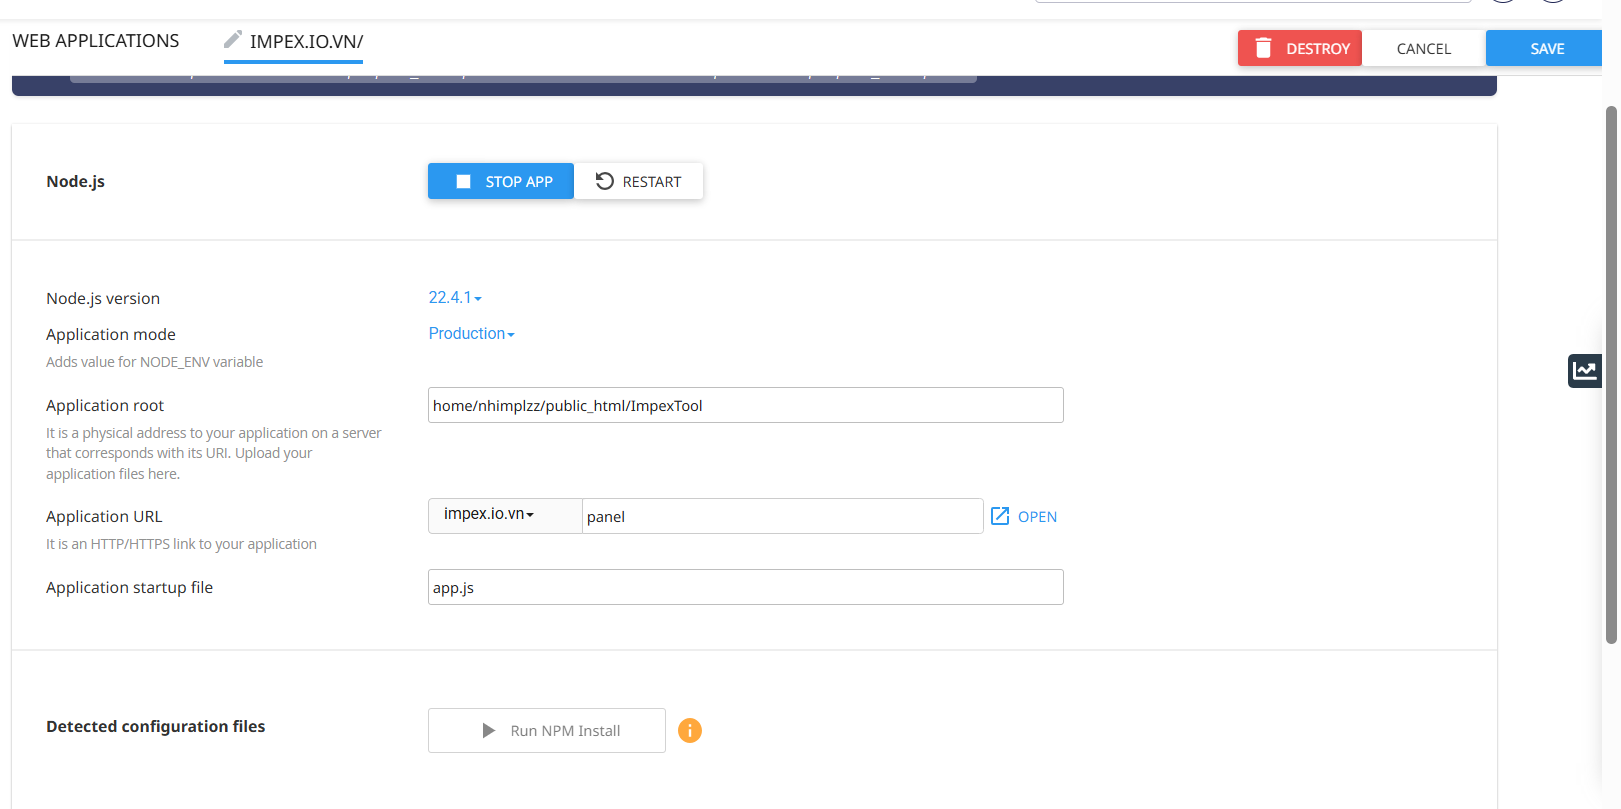 WEB APPLICATIONS
IMPEX.IO.VN/
DESTROY
CANCEL
SAVE
Node.js
STOP APP
RESTART
Node.js version
22.4.1
Application mode
Production
Adds value for NODE_ENV variable
Application root
home/nhimplzz/public_html/ImpexTool
It is a physical address to your application on a server
that corresponds with its URI. Upload your
application files here.
Application URL
impex.io.vn
panel
OPEN
It is an HTTP/HTTPS link to your application
Application startup file
app.js
Detected configuration files
Run NPM Install